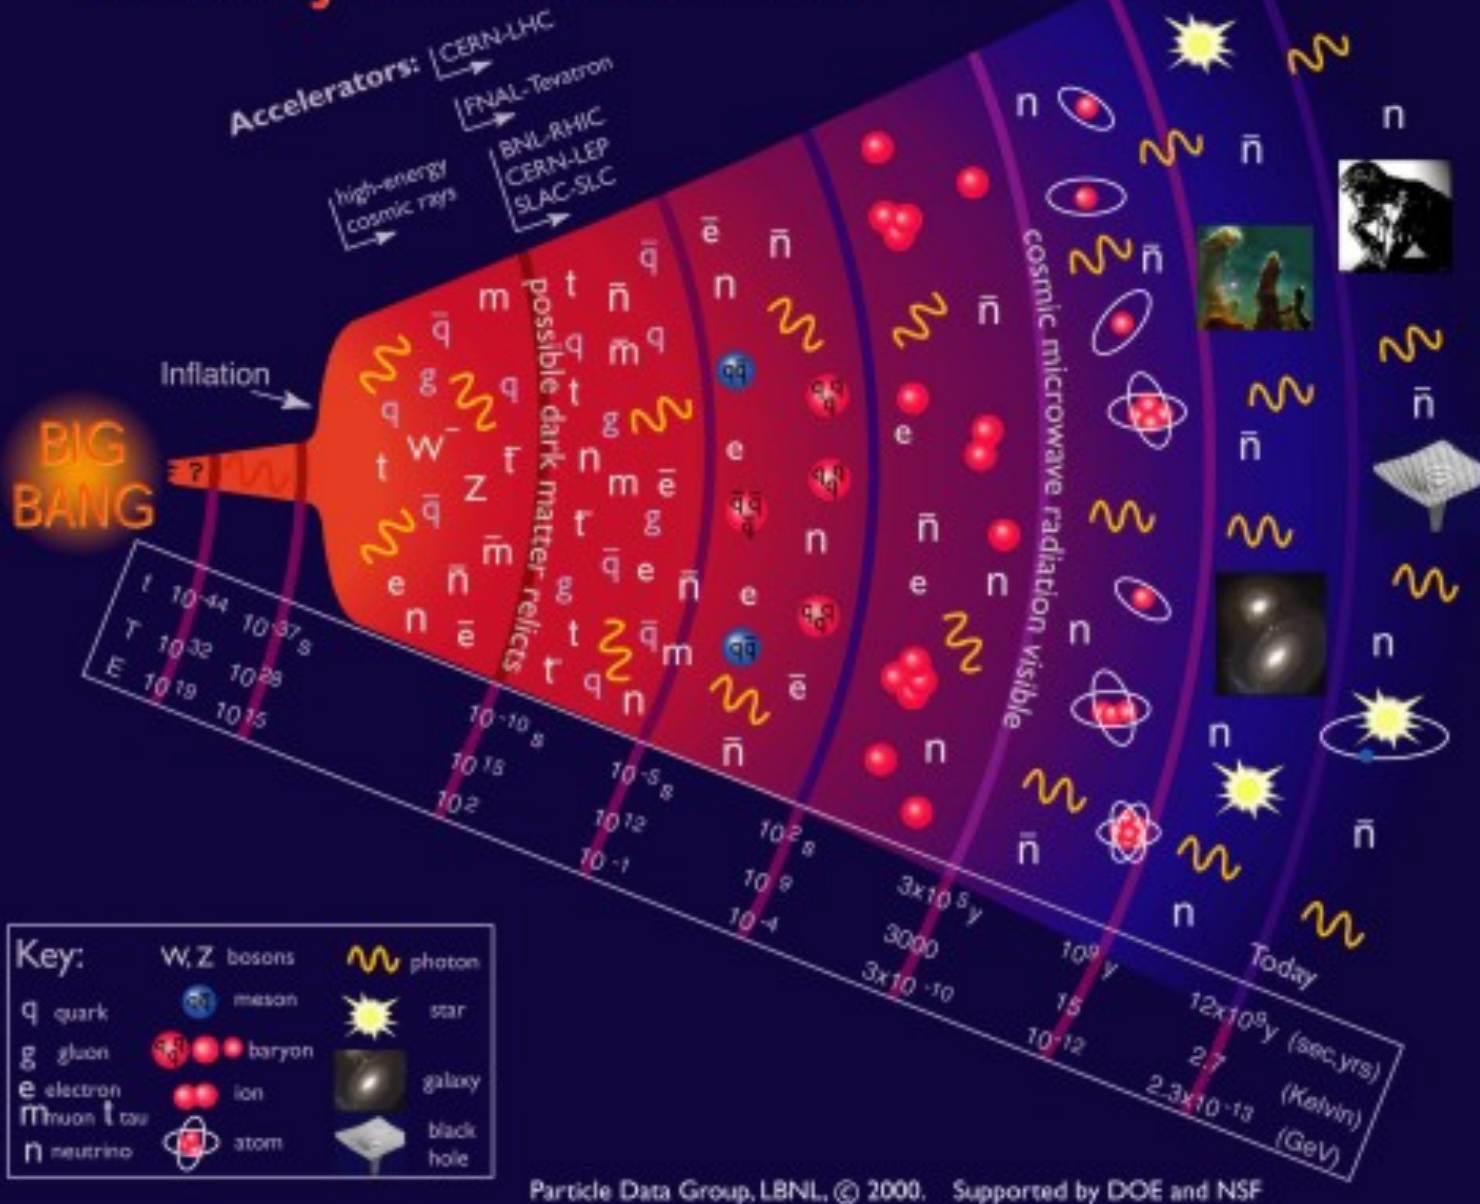 Accelerators:
CERN-LHC
FNAL-Tevatron
BNL-RHIC
CERN-LEP
SLAC-SLC
high-energy
cosmic rays
Inflation
BIG
BANG
= ?
possible dark matter relicts
cosmic microwave radiation visible
q̄ m t n̄ q̄ ē n̄ n
q g q q m̄ q t
W⁻ t Z t̄ n g m ē e
q̄ m̄ t̄ g n
e n̄ n ē g q̄ e n̄ e
t q̄ m t̄ q n ē n̄
qq̄
q q q
q q q
q̄ q̄ q̄
q q q
qq̄
n̄ e n̄ e n n
n n̄ n n̄
n̄ n̄ n n
n n̄ n n̄
t 10⁻⁴⁴ 10⁻³⁷ s 10⁻¹⁰ s 10⁻⁵ s 10² s 3x10⁵ y 10⁹ y 12x10⁹ y (sec,yrs)
T 10³² 10²⁸ 10¹⁵ 10¹² 10⁹ 3000 15 2.7 (Kelvin)
E 10¹⁹ 10¹⁵ 10² 10⁻¹ 10⁻⁴ 3x10⁻¹⁰ 10⁻¹² 2.3x10⁻¹³ (GeV)
Today
Key:
W, Z bosons
photon
q quark
qq̄ meson
star
g gluon
q q q baryon
galaxy
e electron
m muon t tau
ion
n neutrino
atom
black
hole
Particle Data Group, LBNL, © 2000. Supported by DOE and NSF